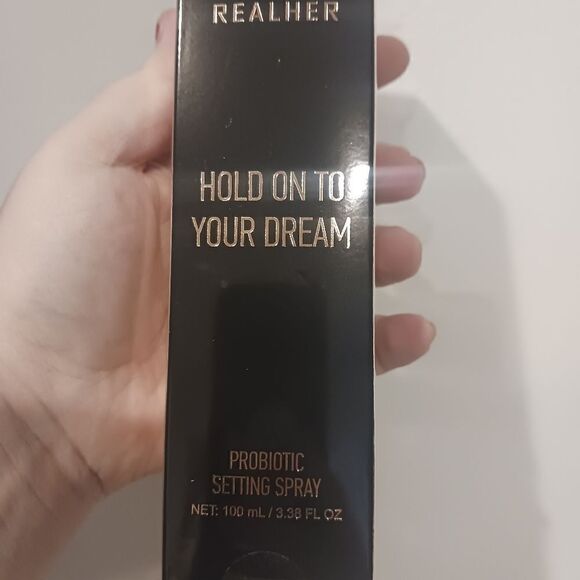 REALHER
HOLD ON TO
YOUR DREAM
PROBIOTIC
SETTING SPRAY
NET: 100 mL / 3.38 FL OZ